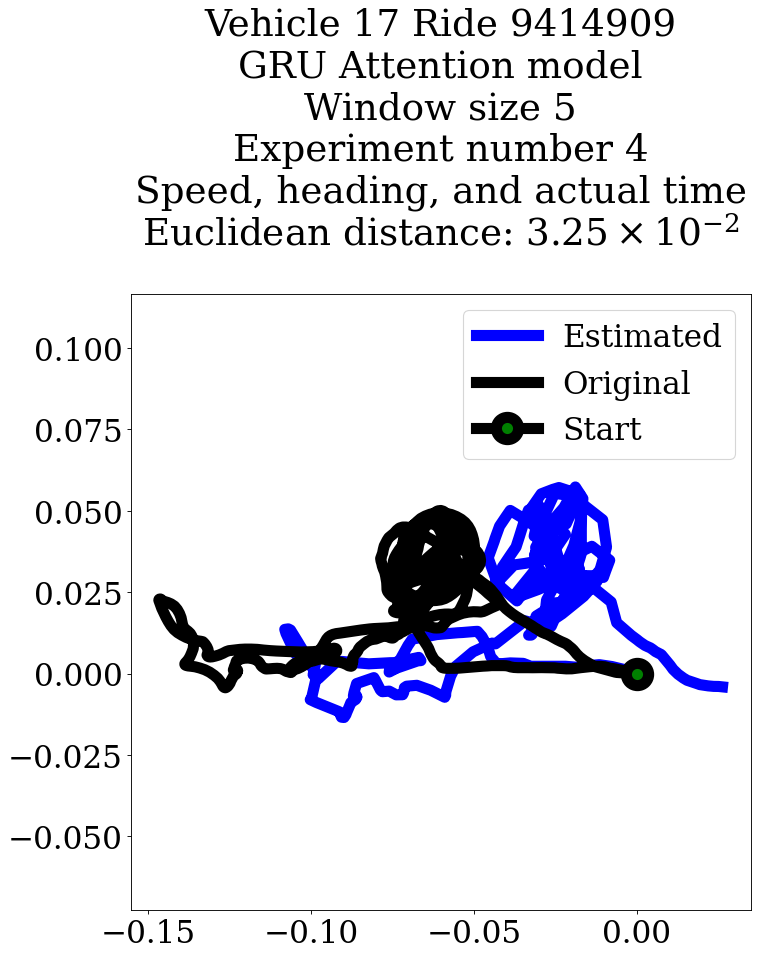 Vehicle 17 Ride 9414909
GRU Attention model
Window size 5
Experiment number 4
Speed, heading, and actual time
Euclidean distance: 3.25 × 10⁻²
Estimated
Original
Start
0.100
0.075
0.050
0.025
0.000
−0.025
−0.050
−0.15
−0.10
−0.05
0.00